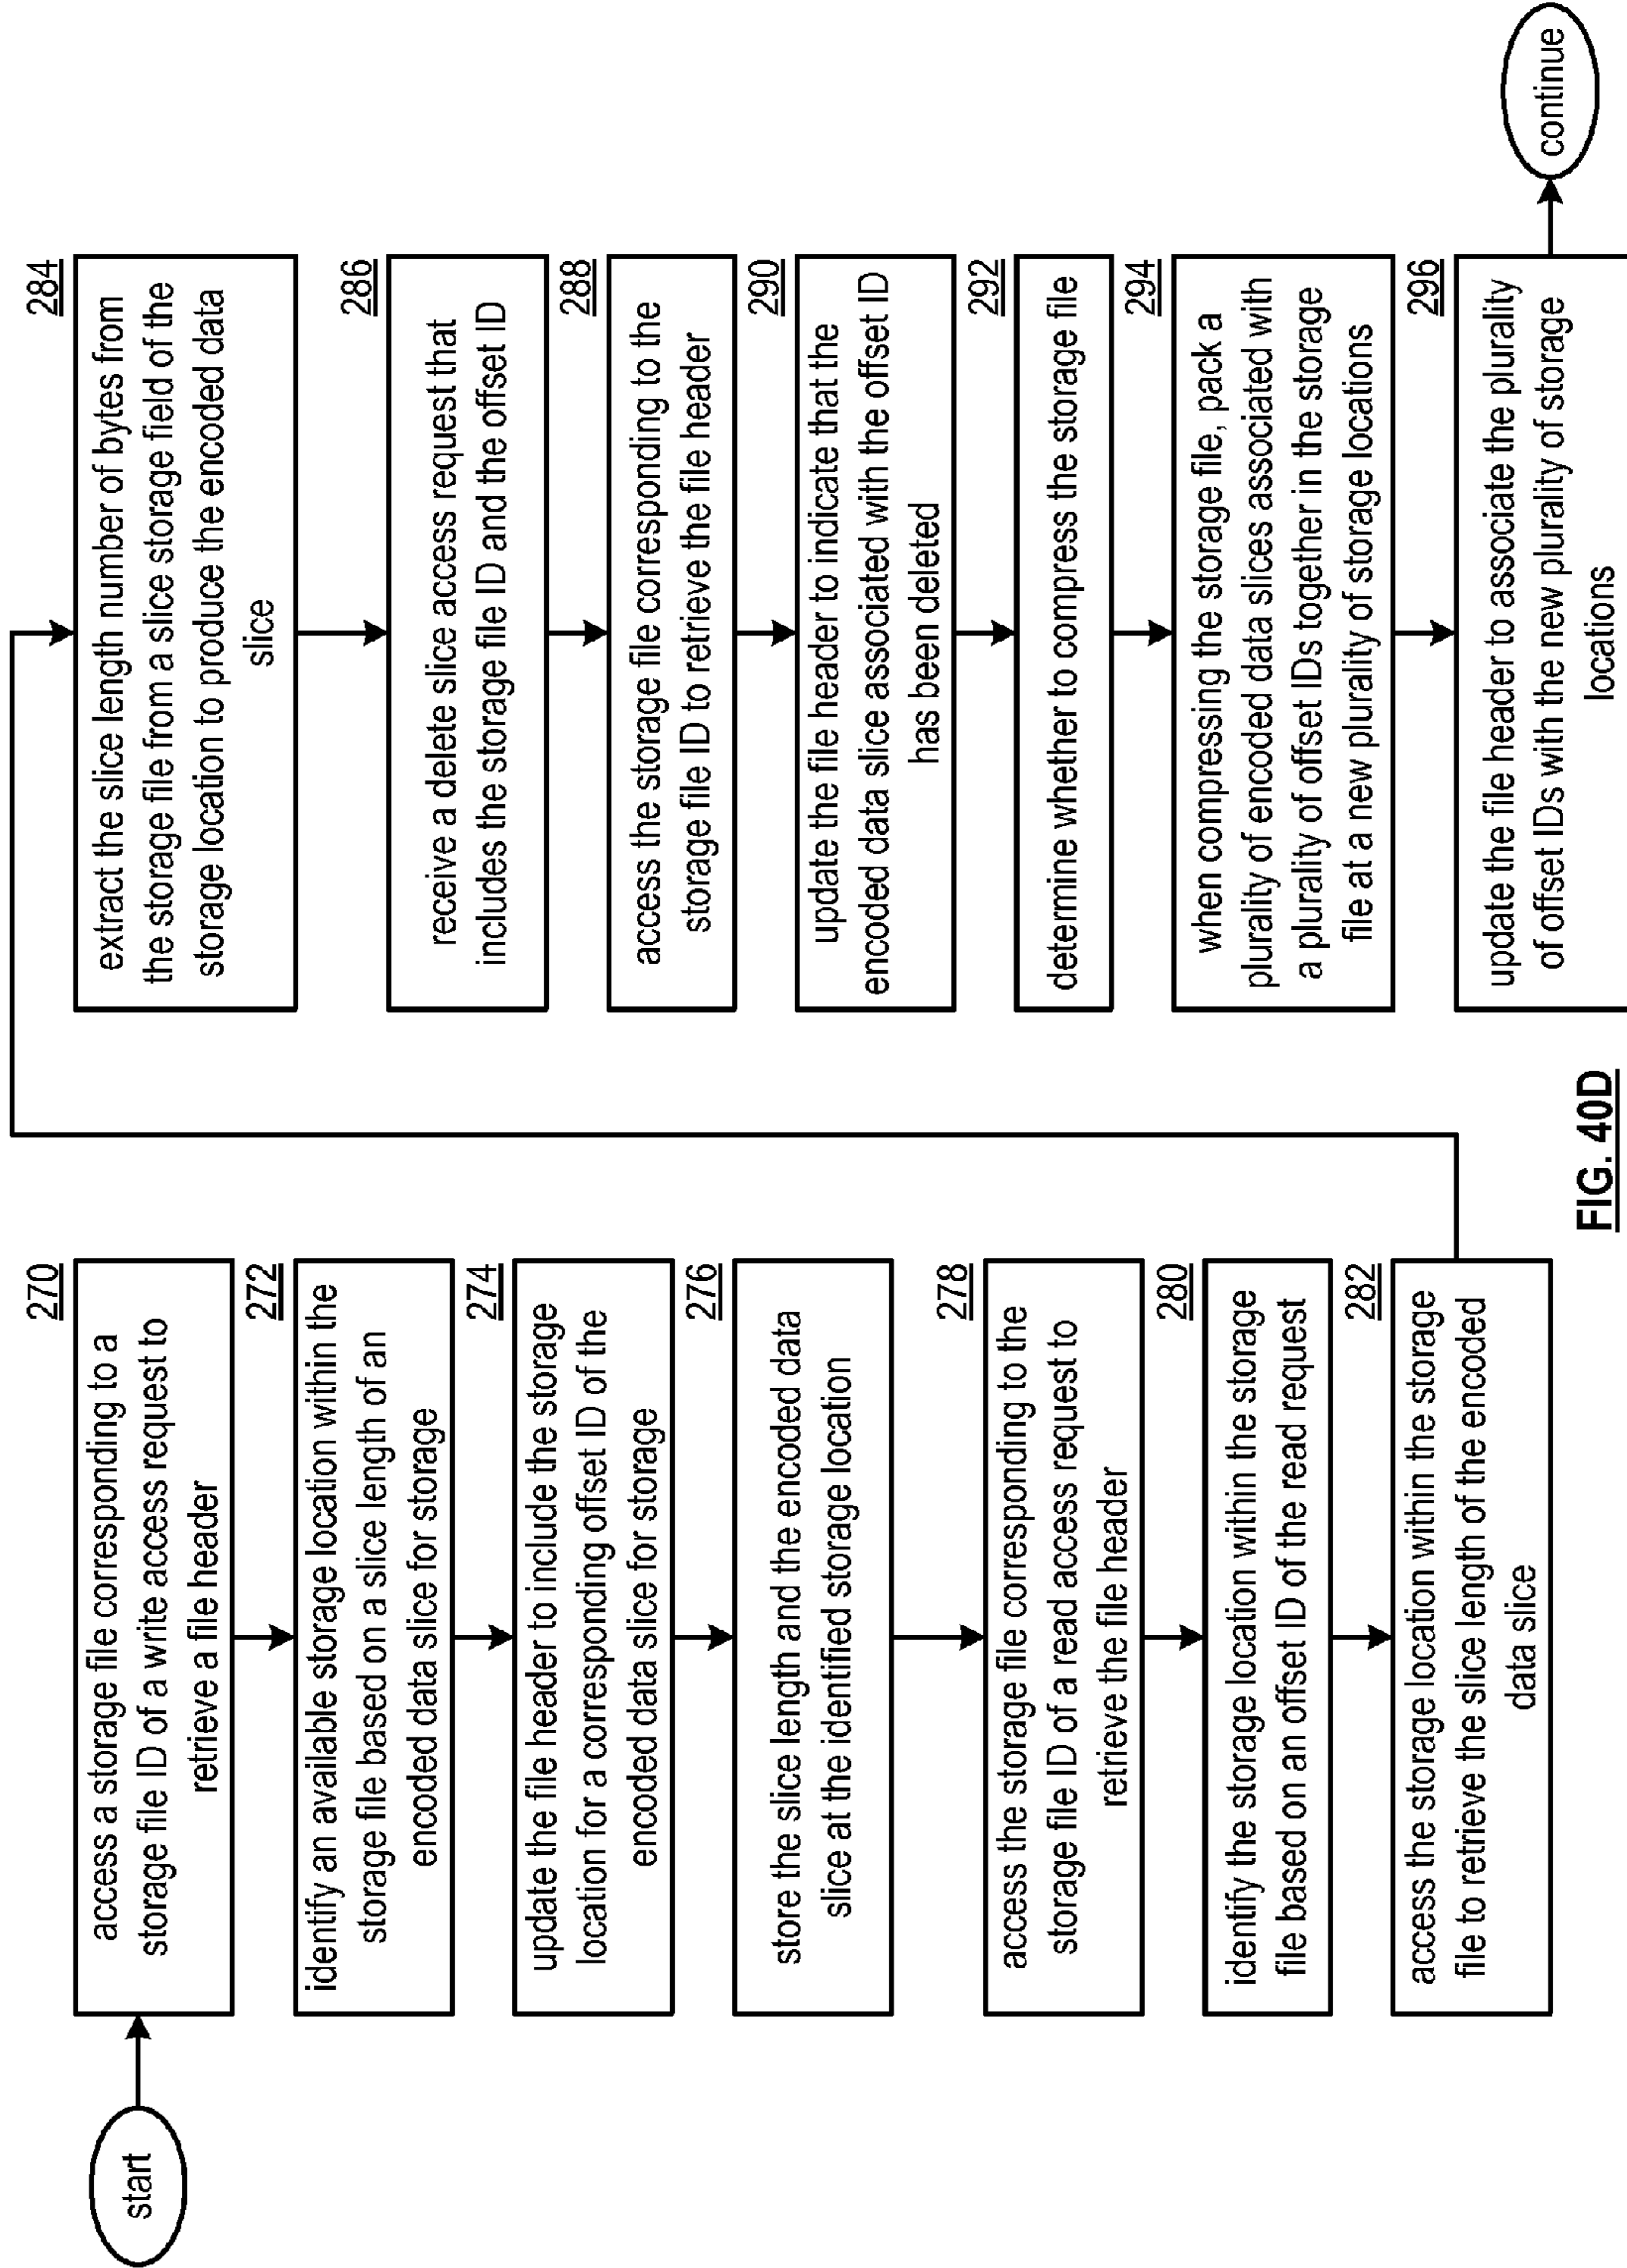 start
270
access a storage file corresponding to a
storage file ID of a write access request to
retrieve a file header
272
identify an available storage location within the
storage file based on a slice length of an
encoded data slice for storage
274
update the file header to include the storage
location for a corresponding offset ID of the
encoded data slice for storage
276
store the slice length and the encoded data
slice at the identified storage location
278
access the storage file corresponding to the
storage file ID of a read access request to
retrieve the file header
280
identify the storage location within the storage
file based on an offset ID of the read request
282
access the storage location within the storage
file to retrieve the slice length of the encoded
data slice
284
extract the slice length number of bytes from
the storage file from a slice storage field of the
storage location to produce the encoded data
slice
286
receive a delete slice access request that
includes the storage file ID and the offset ID
288
access the storage file corresponding to the
storage file ID to retrieve the file header
290
update the file header to indicate that the
encoded data slice associated with the offset ID
has been deleted
292
determine whether to compress the storage file
294
when compressing the storage file, pack a
plurality of encoded data slices associated with
a plurality of offset IDs together in the storage
file at a new plurality of storage locations
296
update the file header to associate the plurality
of offset IDs with the new plurality of storage
locations
continue
FIG. 40D